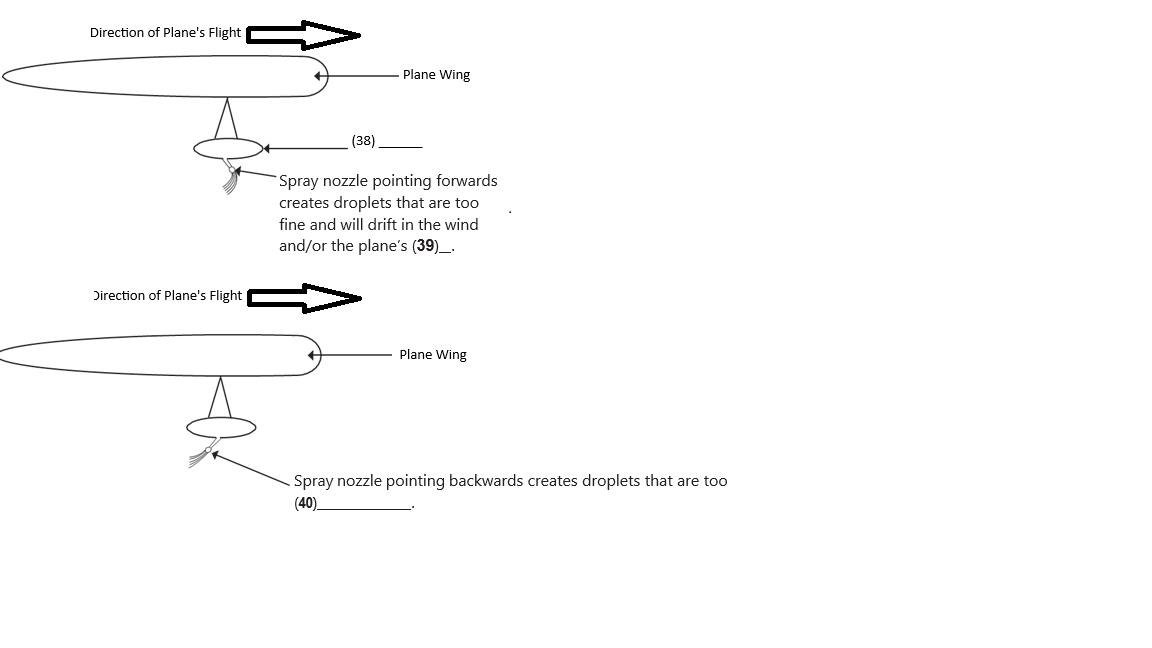 Direction of Plane's Flight
Plane Wing
(38) ______
Spray nozzle pointing forwards
creates droplets that are too
fine and will drift in the wind
and/or the plane’s (39)__.
.
Direction of Plane's Flight
Plane Wing
Spray nozzle pointing backwards creates droplets that are too
(40)____________.